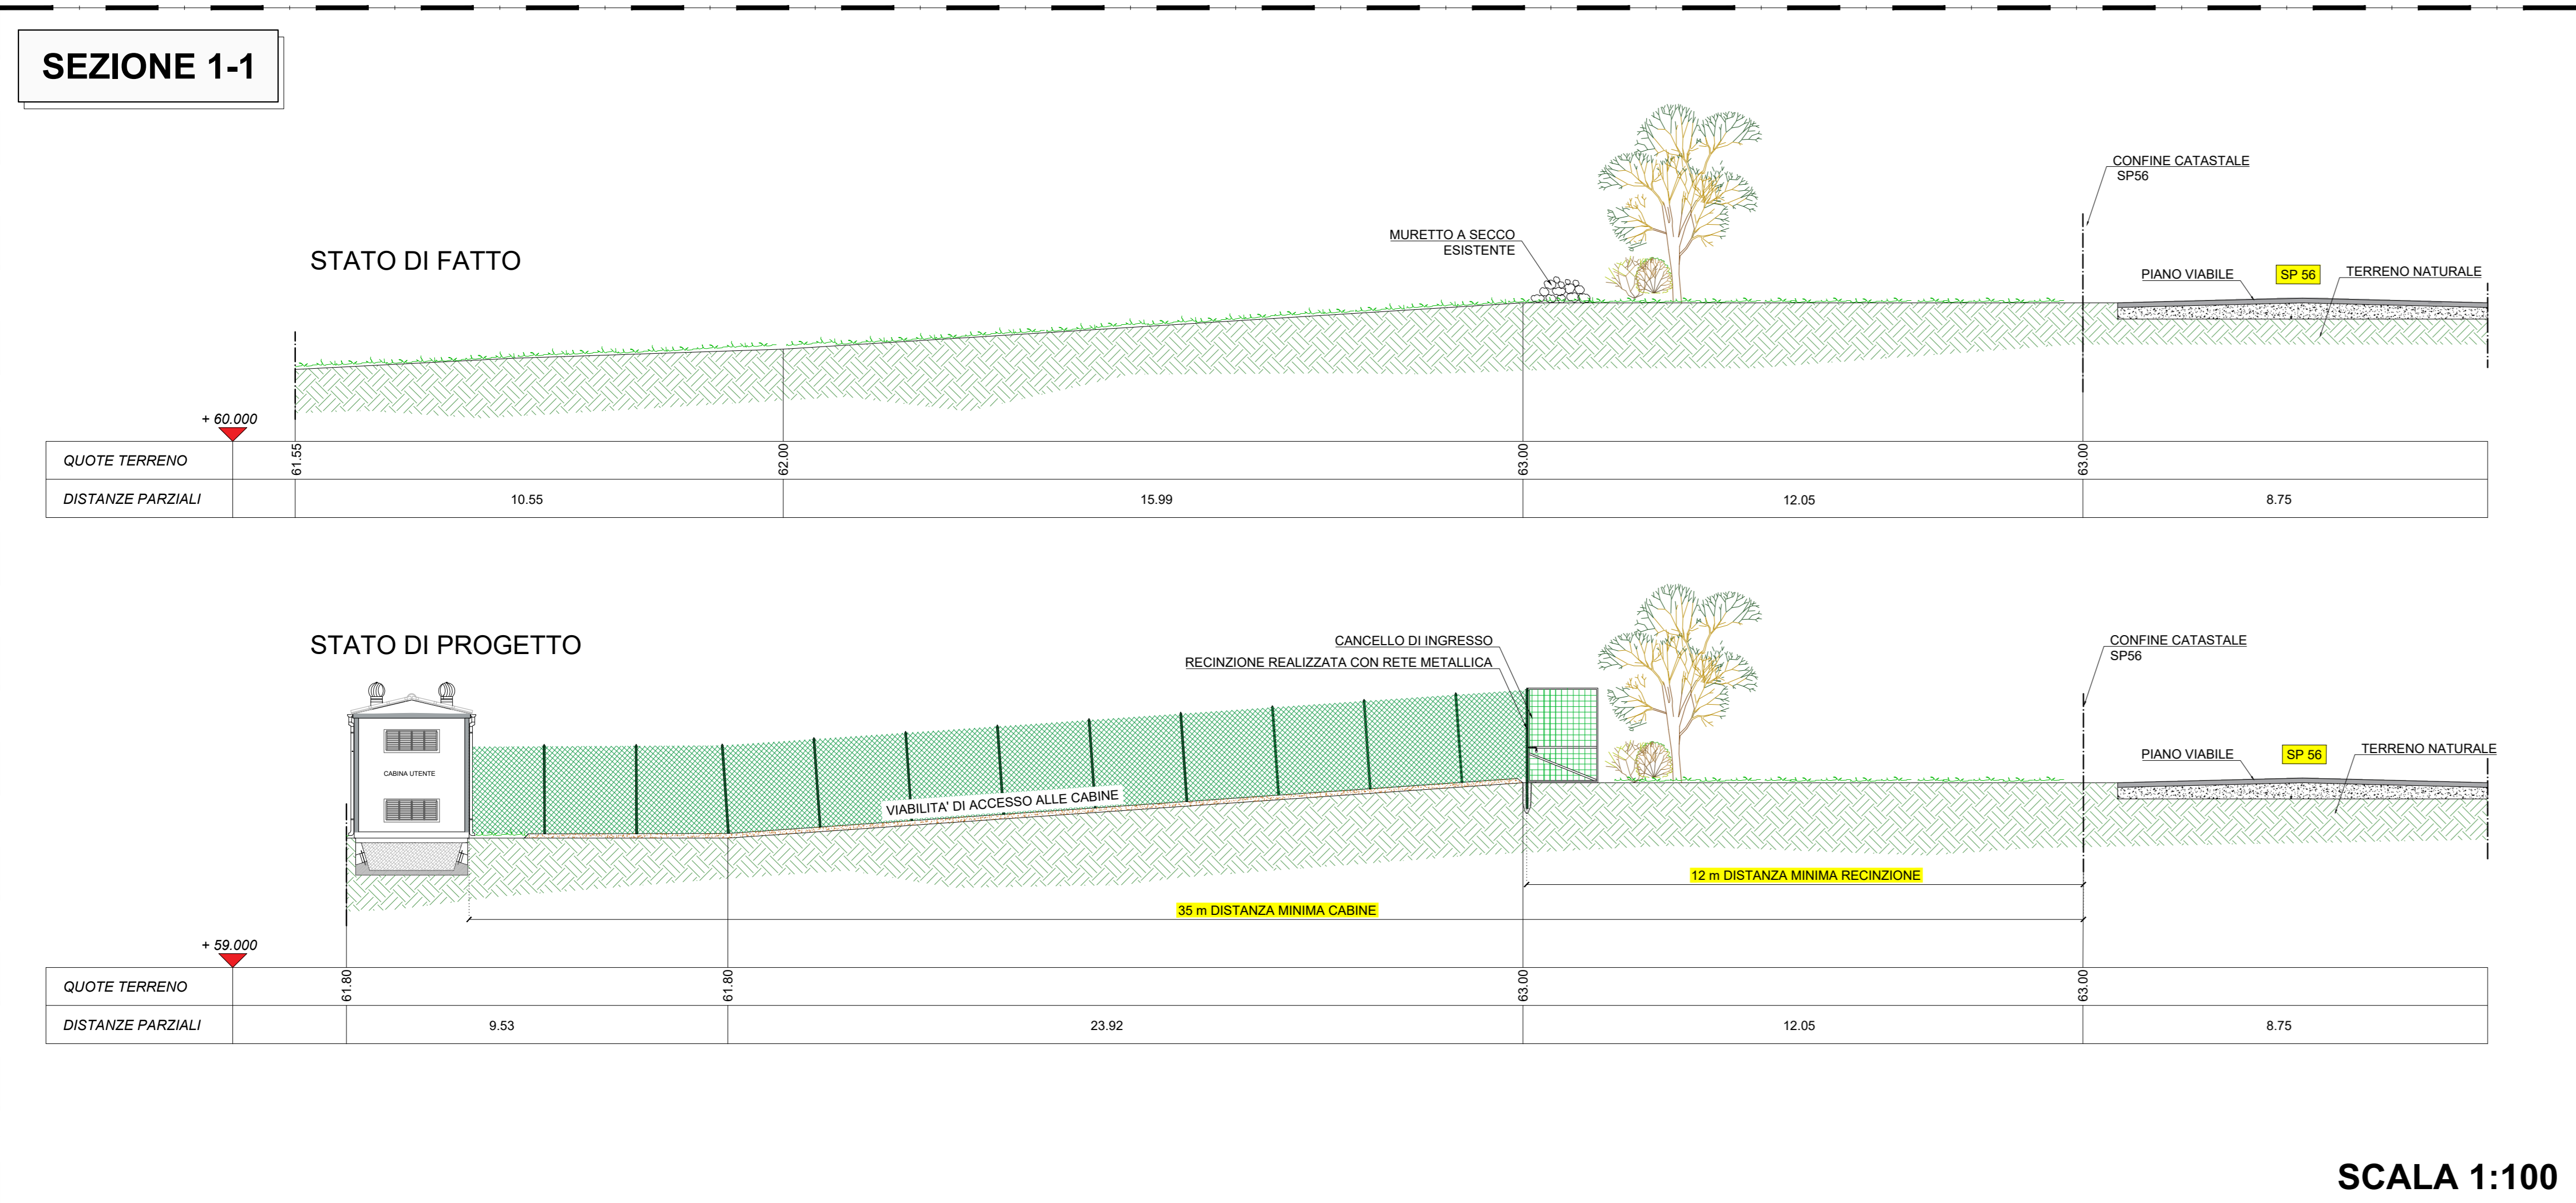 SEZIONE 1-1
CONFINE CATASTALE
SP56
MURETTO A SECCO
ESISTENTE
STATO DI FATTO
PIANO VIABILE
SP 56
TERRENO NATURALE
+ 60.000
QUOTE TERRENO
61.55
62.00
63.00
63.00
DISTANZE PARZIALI
10.55
15.99
12.05
8.75
STATO DI PROGETTO
CANCELLO DI INGRESSO
RECINZIONE REALIZZATA CON RETE METALLICA
CONFINE CATASTALE
SP56
PIANO VIABILE
SP 56
TERRENO NATURALE
CABINA UTENTE
VIABILITA' DI ACCESSO ALLE CABINE
12 m DISTANZA MINIMA RECINZIONE
35 m DISTANZA MINIMA CABINE
+ 59.000
QUOTE TERRENO
61.80
61.80
63.00
63.00
DISTANZE PARZIALI
9.53
23.92
12.05
8.75
SCALA 1:100